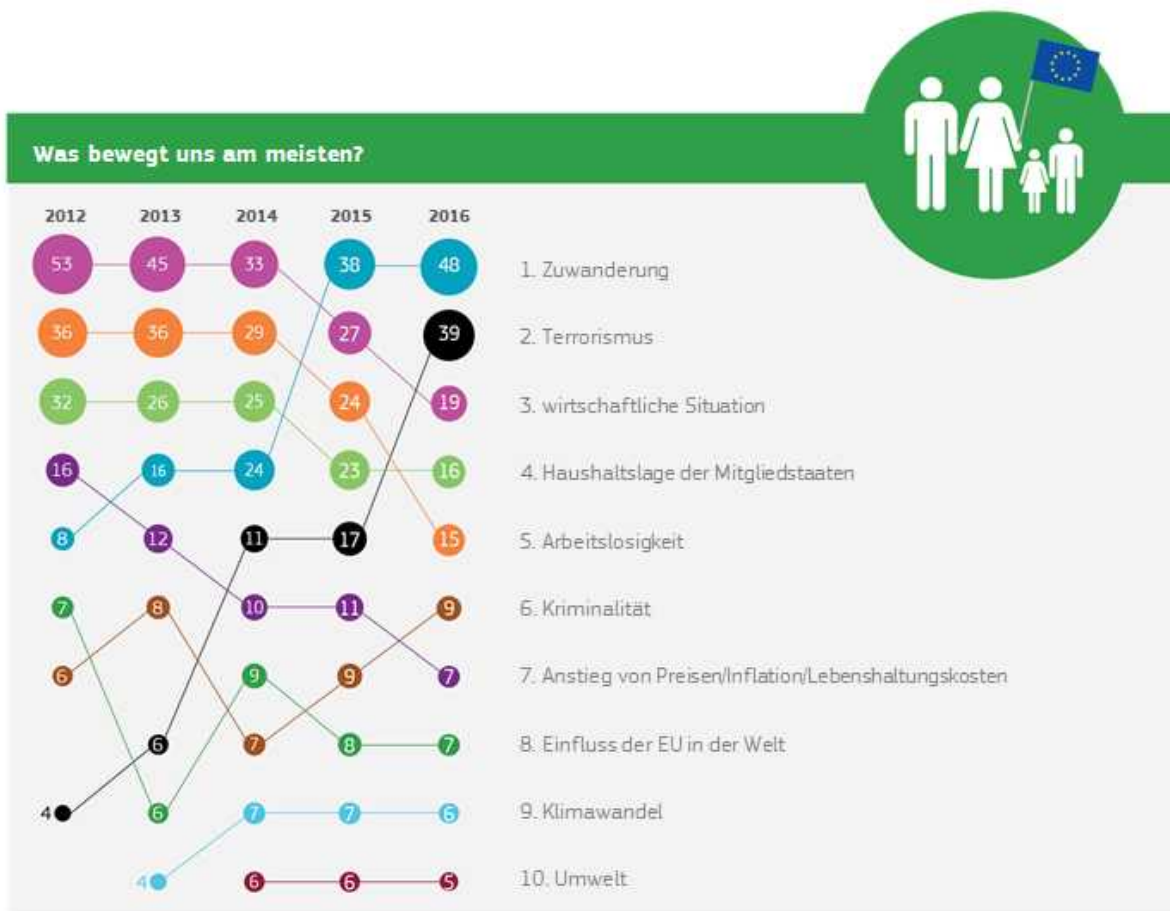 Was bewegt uns am meisten?
2012 2013 2014 2015 2016
53 45 33 38 48 1. Zuwanderung
36 36 29 27 39 2. Terrorismus
32 26 25 24 19 3. wirtschaftliche Situation
16 16 24 23 16 4. Haushaltslage der Mitgliedstaaten
8 12 11 17 15 5. Arbeitslosigkeit
7 8 10 11 9 6. Kriminalität
6 9 9 7 7. Anstieg von Preisen/Inflation/Lebenshaltungskosten
6 7 8 7 8. Einfluss der EU in der Welt
4 6 7 7 6 9. Klimawandel
4 6 6 5 10. Umwelt